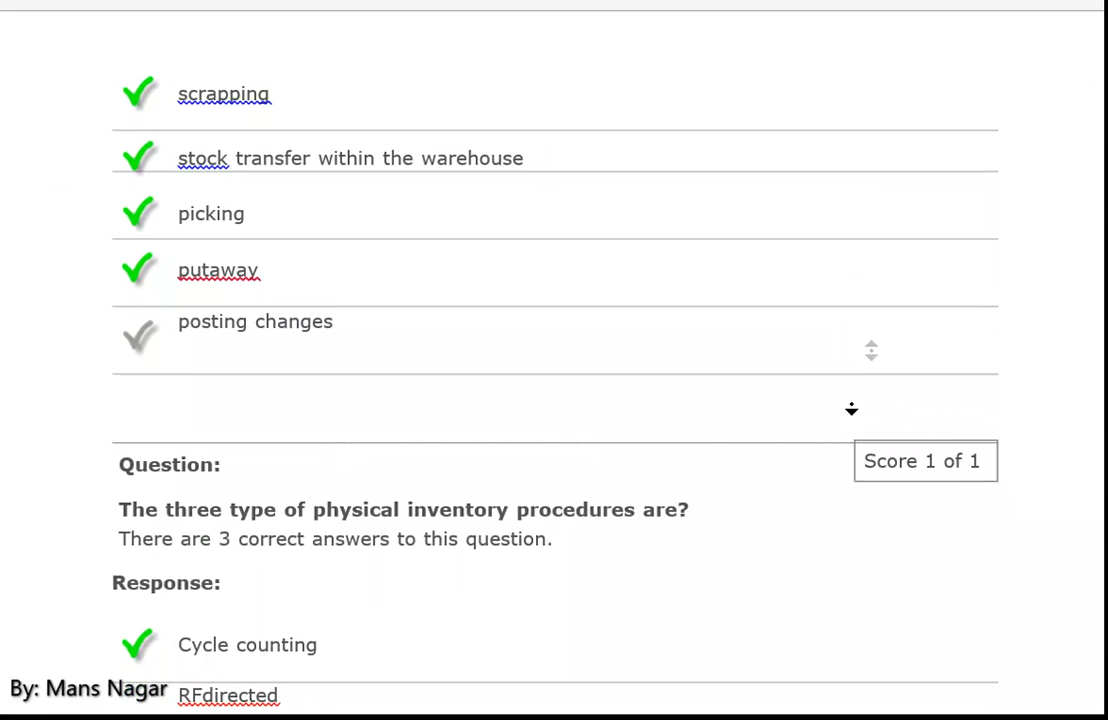 scrapping
stock transfer within the warehouse
picking
putaway
posting changes
Score 1 of 1
Question:
The three type of physical inventory procedures are?
There are 3 correct answers to this question.
Response:
Cycle counting
By: Mans Nagar
RFdirected